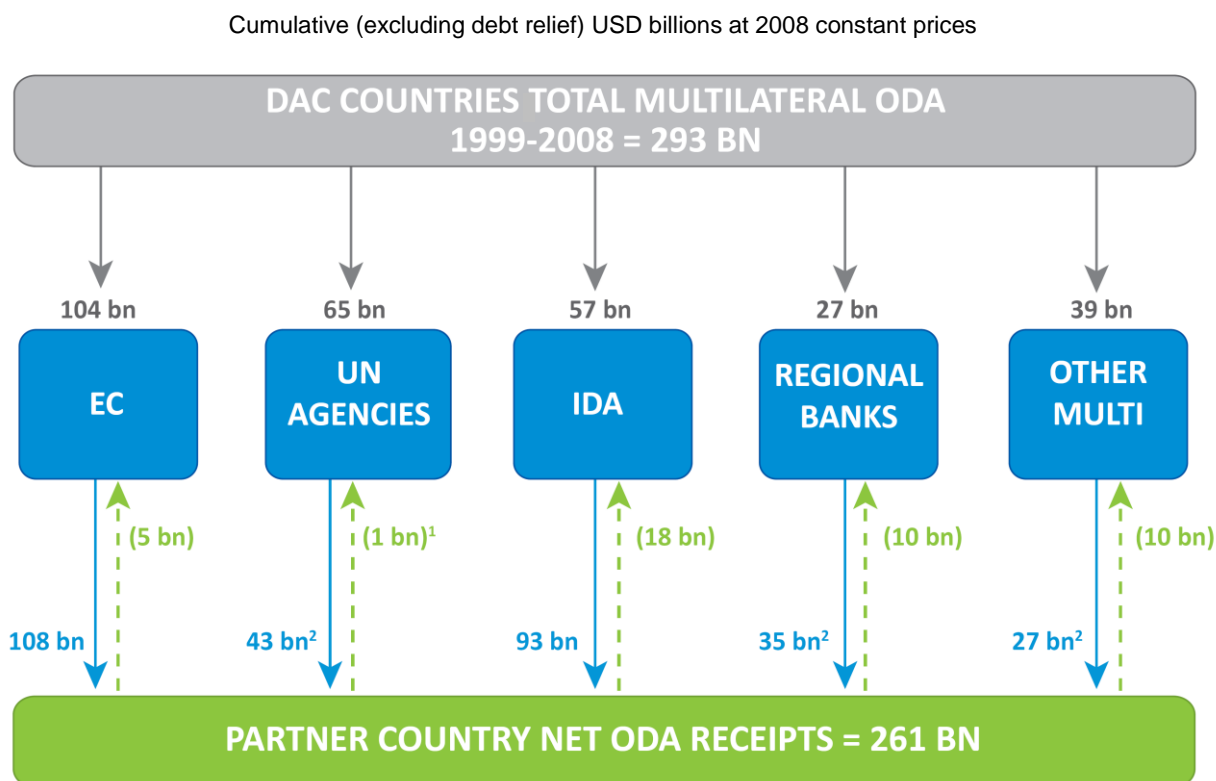 Cumulative (excluding debt relief) USD billions at 2008 constant prices
DAC COUNTRIES TOTAL MULTILATERAL ODA
1999-2008 = 293 BN
104 bn
65 bn
57 bn
27 bn
39 bn
EC
UN
AGENCIES
IDA
REGIONAL
BANKS
OTHER
MULTI
(5 bn)
(1 bn)¹
(18 bn)
(10 bn)
(10 bn)
108 bn
43 bn²
93 bn
35 bn²
27 bn²
PARTNER COUNTRY NET ODA RECEIPTS = 261 BN